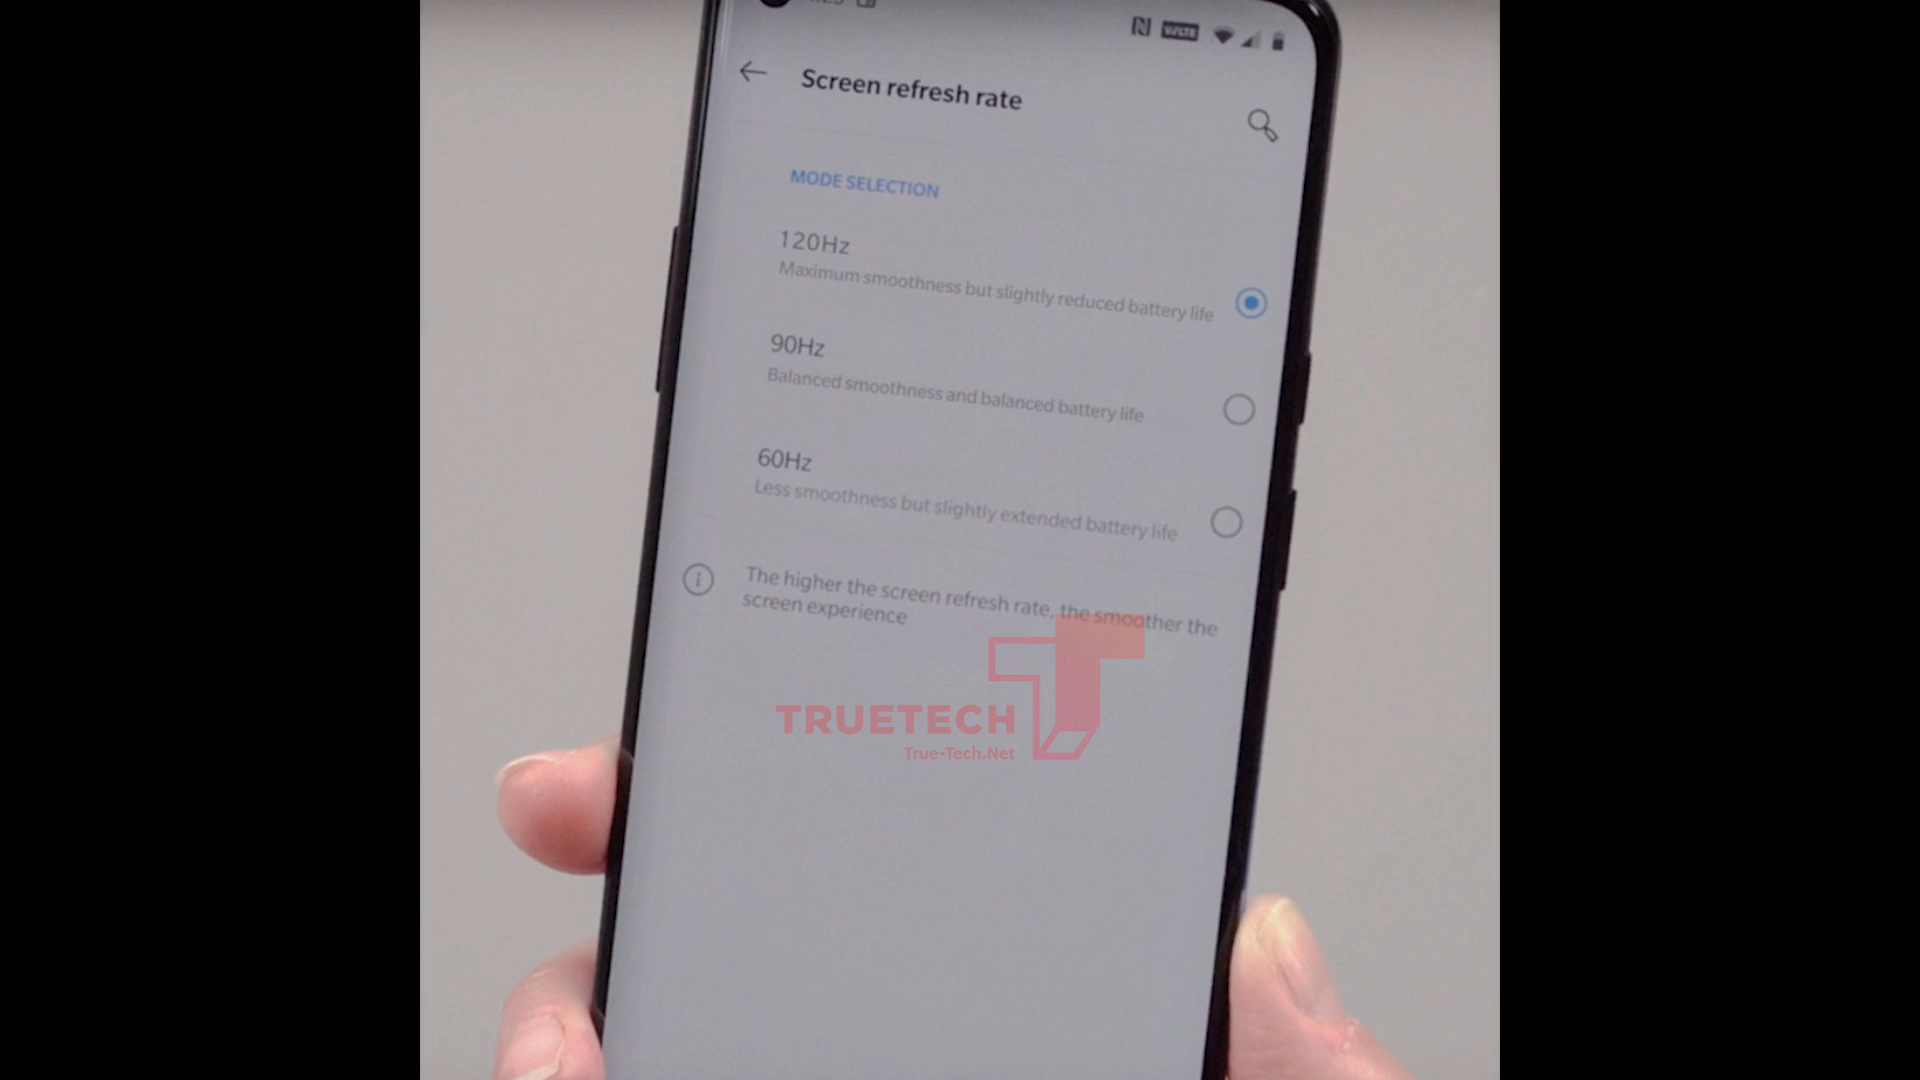 VoLTE
Screen refresh rate
MODE SELECTION
120Hz
Maximum smoothness but slightly reduced battery life
90Hz
Balanced smoothness and balanced battery life
60Hz
Less smoothness but slightly extended battery life
The higher the screen refresh rate, the smoother the
screen experience
TRUETECH
True-Tech.Net